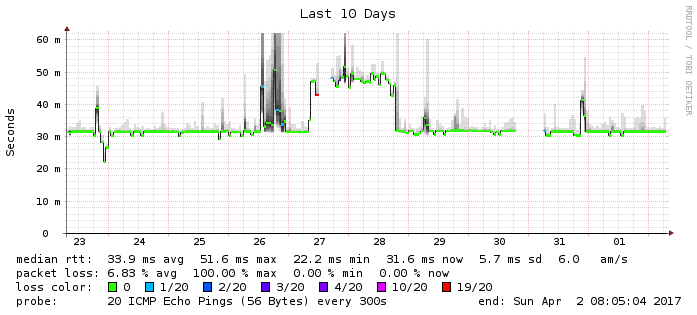 Last 10 Days
RRDTOOL / TOBI OETIKER
Seconds
60 m
50 m
40 m
30 m
20 m
10 m
0
23 24 25 26 27 28 29 30 31 01
median rtt: 33.9 ms avg 51.6 ms max 22.2 ms min 31.6 ms now 5.7 ms sd 6.0 am/s
packet loss: 6.83 % avg 100.00 % max 0.00 % min 0.00 % now
loss color: 0 1/20 2/20 3/20 4/20 10/20 19/20
probe: 20 ICMP Echo Pings (56 Bytes) every 300s end: Sun Apr 2 08:05:04 2017